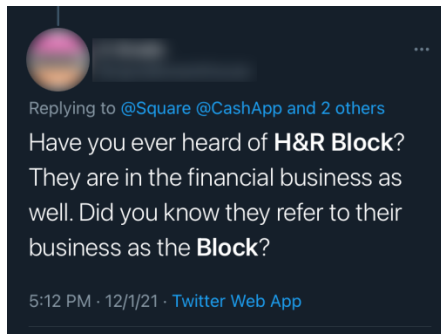 Replying to @Square @CashApp and 2 others
Have you ever heard of H&R Block?
They are in the financial business as
well. Did you know they refer to their
business as the Block?
5:12 PM · 12/1/21 · Twitter Web App